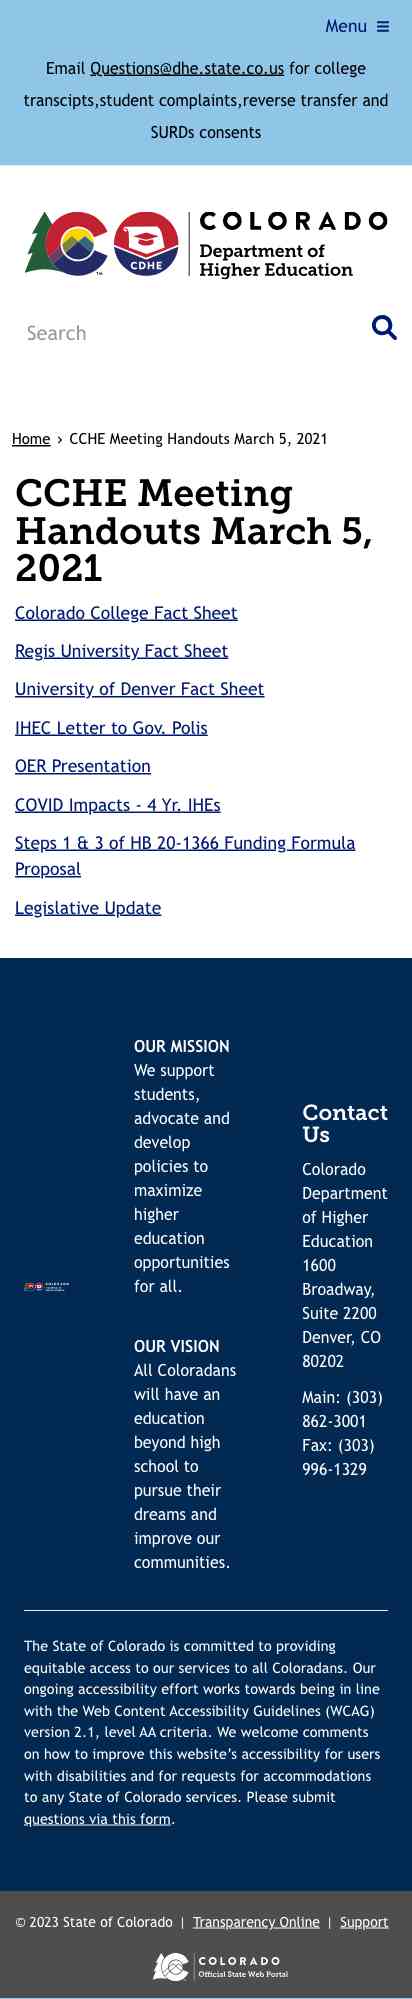 Menu
Email Questions@dhe.state.co.us for college
transcipts,student complaints,reverse transfer and
SURDs consents
COLORADO
Department of
Higher Education
CDHE
Search
Home › CCHE Meeting Handouts March 5, 2021
CCHE Meeting
Handouts March 5,
2021
Colorado College Fact Sheet
Regis University Fact Sheet
University of Denver Fact Sheet
IHEC Letter to Gov. Polis
OER Presentation
COVID Impacts - 4 Yr. IHEs
Steps 1 & 3 of HB 20-1366 Funding Formula
Proposal
Legislative Update
OUR MISSION
We support
students,
advocate and
develop
policies to
maximize
higher
education
opportunities
for all.
OUR VISION
All Coloradans
will have an
education
beyond high
school to
pursue their
dreams and
improve our
communities.
Contact
Us
Colorado
Department
of Higher
Education
1600
Broadway,
Suite 2200
Denver, CO
80202
Main: (303)
862-3001
Fax: (303)
996-1329
The State of Colorado is committed to providing
equitable access to our services to all Coloradans. Our
ongoing accessibility effort works towards being in line
with the Web Content Accessibility Guidelines (WCAG)
version 2.1, level AA criteria. We welcome comments
on how to improve this website's accessibility for users
with disabilities and for requests for accommodations
to any State of Colorado services. Please submit
questions via this form.
© 2023 State of Colorado | Transparency Online | Support
COLORADO
Official State Web Portal